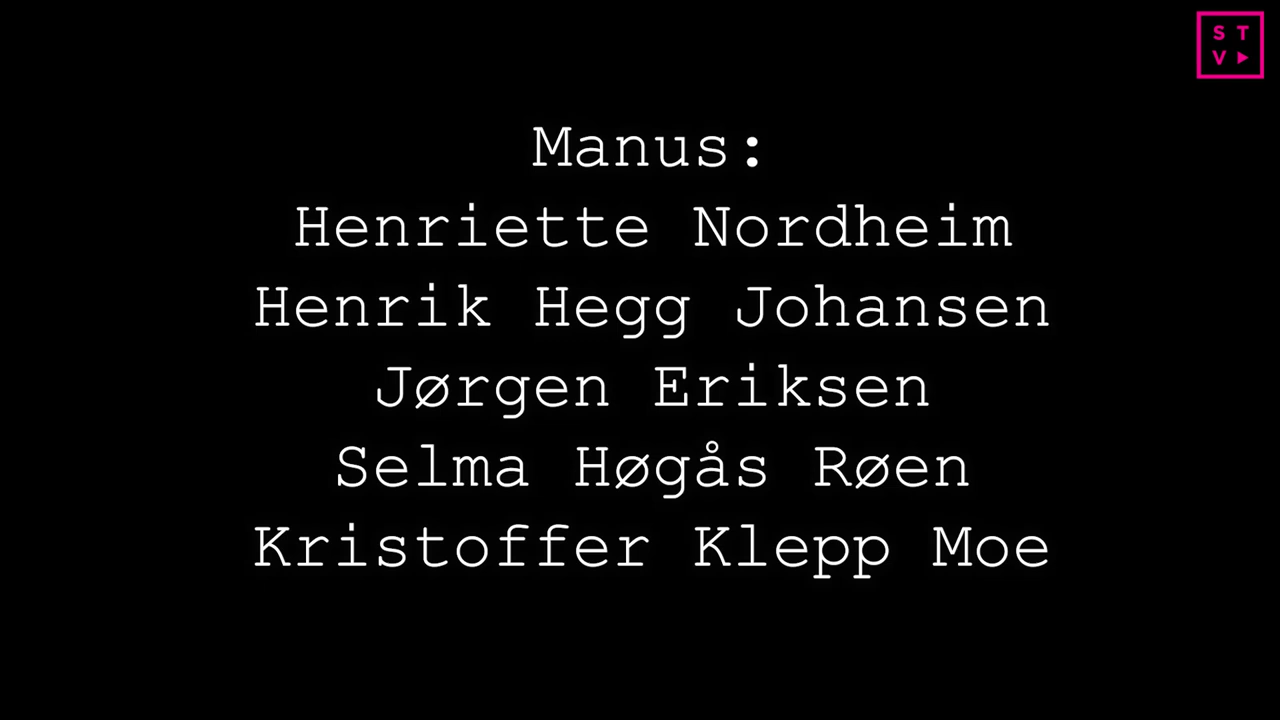 S T
V
Manus:
Henriette Nordheim
Henrik Hegg Johansen
Jørgen Eriksen
Selma Høgås Røen
Kristoffer Klepp Moe